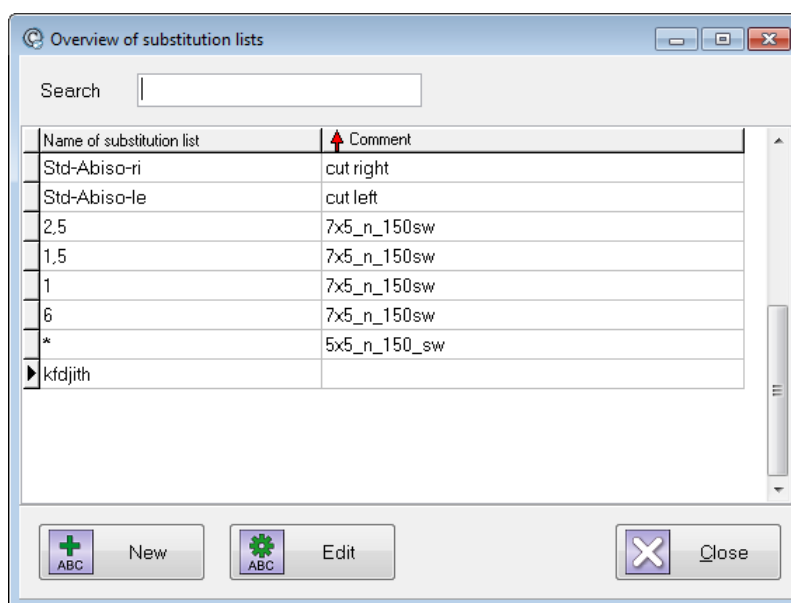 Overview of substitution lists
Search
Name of substitution list Comment
Std-Abiso-ri cut right
Std-Abiso-le cut left
2,5 7x5_n_150sw
1,5 7x5_n_150sw
1 7x5_n_150sw
6 7x5_n_150sw
* 5x5_n_150_sw
kfdjith
ABC New ABC Edit Close